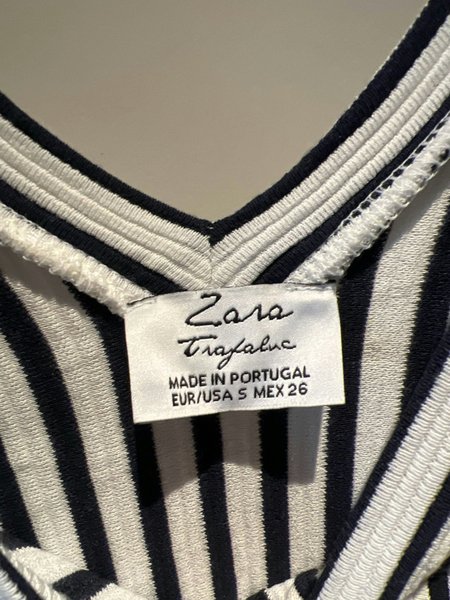 Zara
Trafaluc
MADE IN PORTUGAL
EUR/USA S MEX 26